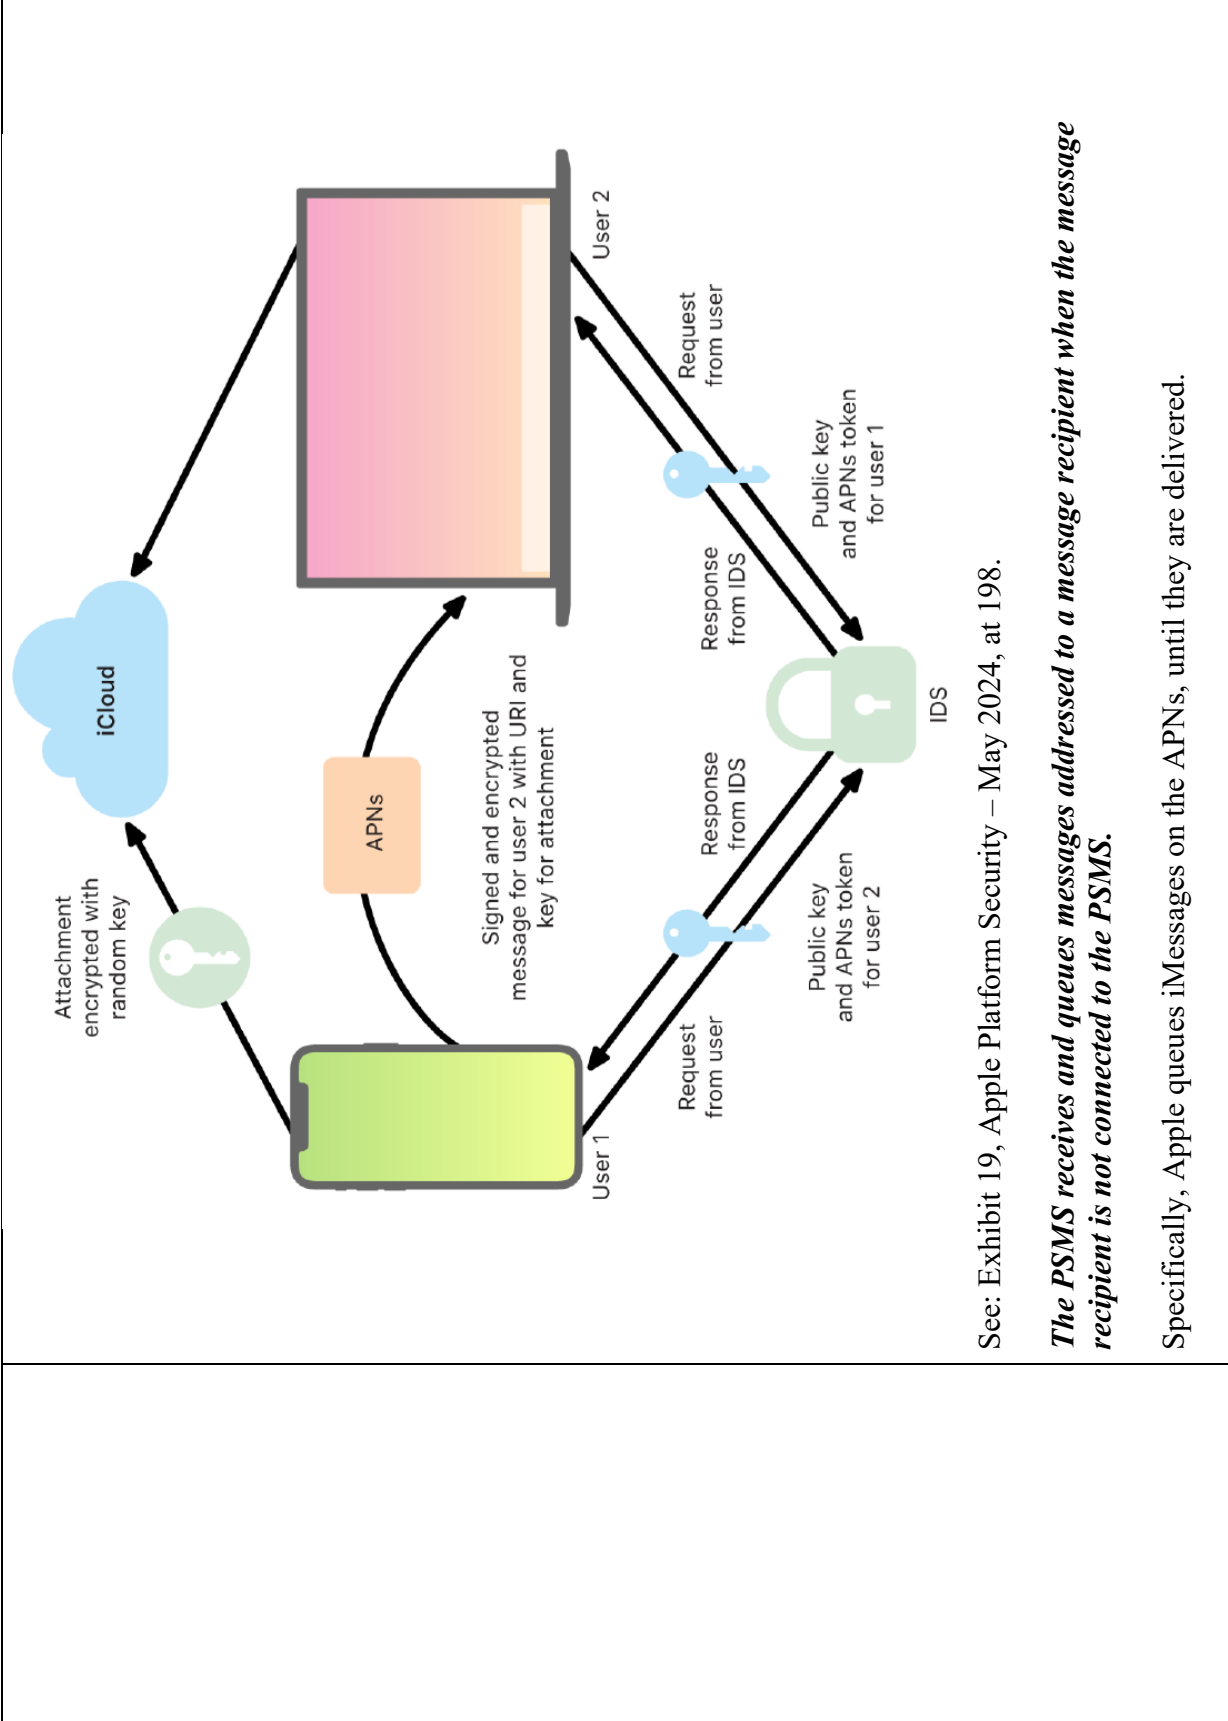 iCloud
Attachment
encrypted with
random key
APNs
Signed and encrypted
message for user 2 with URI and
key for attachment
User 1
User 2
Request
from user
Response
from IDS
Response
from IDS
Request
from user
Public key
and APNs token
for user 2
Public key
and APNs token
for user 1
IDS
See: Exhibit 19, Apple Platform Security – May 2024, at 198.
The PSMS receives and queues messages addressed to a message recipient when the message
recipient is not connected to the PSMS.
Specifically, Apple queues iMessages on the APNs, until they are delivered.